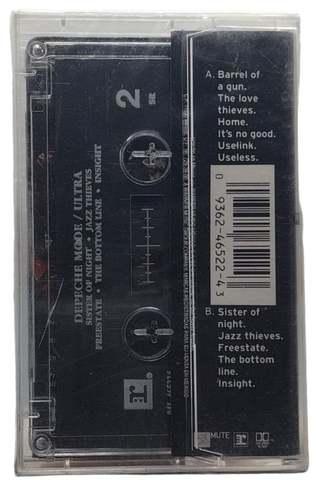 A. Barrel of
a gun.
The love
thieves.
Home.
It's no good.
Uselink.
Useless.
0 9362-46522-4 3
B. Sister of
night.
Jazz thieves.
Freestate.
The bottom
line.
Insight.
MUTE
2
SR
DEPECHE MODE / ULTRA
SISTER OF NIGHT • JAZZ THIEVES
FREESTATE • THE BOTTOM LINE • INSIGHT